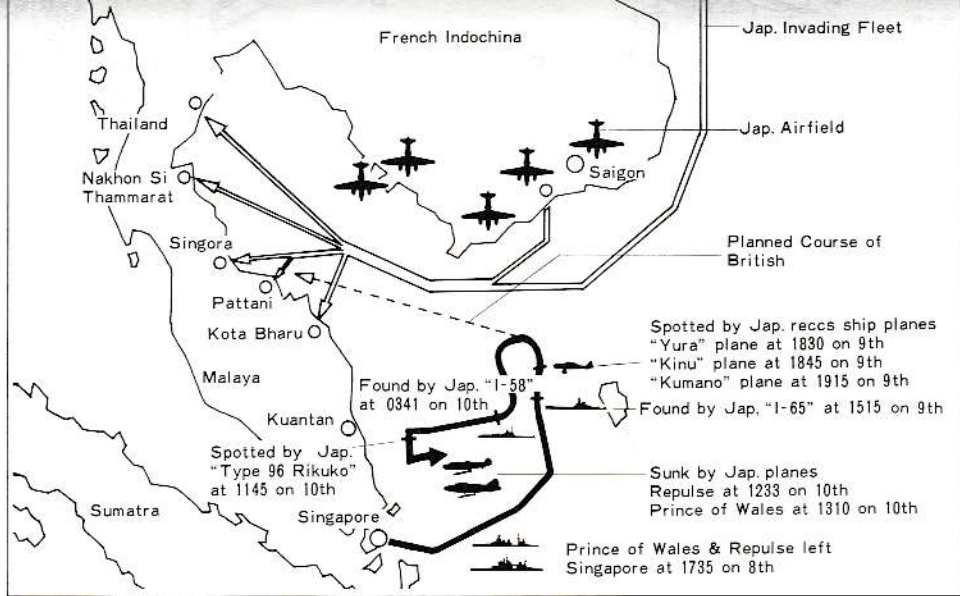 French Indochina
Jap. Invading Fleet
Jap. Airfield
Thailand
Saigon
Nakhon Si
Thammarat
Singora
Planned Course of
British
Pattani
Kota Bharu
Spotted by Jap. reccs ship planes
"Yura" plane at 1830 on 9th
"Kinu" plane at 1845 on 9th
"Kumano" plane at 1915 on 9th
Malaya
Found by Jap. "I-58"
at 0341 on 10th
Found by Jap. "I-65" at 1515 on 9th
Kuantan
Spotted by Jap.
"Type 96 Rikuko"
at 1145 on 10th
Sunk by Jap. planes
Repulse at 1233 on 10th
Prince of Wales at 1310 on 10th
Sumatra
Singapore
Prince of Wales & Repulse left
Singapore at 1735 on 8th